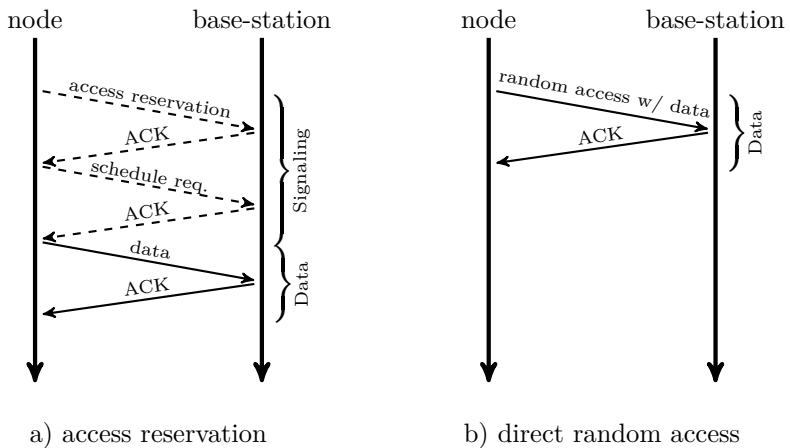 node
base-station
access reservation
ACK
schedule req.
ACK
data
ACK
Signaling
Data
a) access reservation
node
base-station
random access w/ data
ACK
Data
b) direct random access